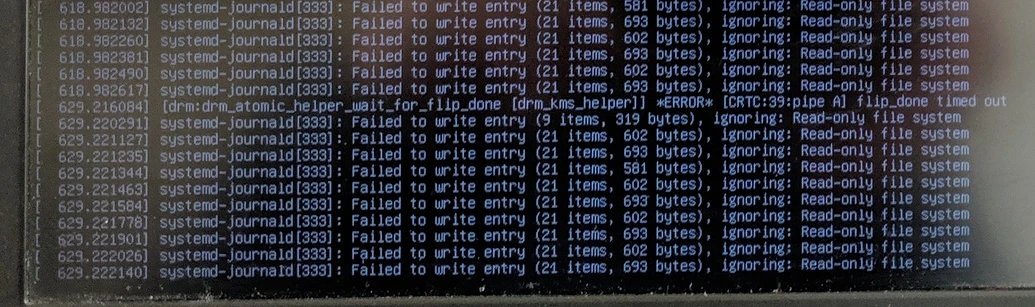 [  618.982002] systemd-journald[333]: Failed to write entry (21 items, 581 bytes), ignoring: Read-only file system
[  618.982132] systemd-journald[333]: Failed to write entry (21 items, 693 bytes), ignoring: Read-only file system
[  618.982260] systemd-journald[333]: Failed to write entry (21 items, 602 bytes), ignoring: Read-only file system
[  618.982381] systemd-journald[333]: Failed to write entry (21 items, 693 bytes), ignoring: Read-only file system
[  618.982490] systemd-journald[333]: Failed to write entry (21 items, 602 bytes), ignoring: Read-only file system
[  618.982617] systemd-journald[333]: Failed to write entry (21 items, 693 bytes), ignoring: Read-only file system
[  629.216084] [drm:drm_atomic_helper_wait_for_flip_done [drm_kms_helper]] *ERROR* [CRTC:39:pipe A] flip_done timed out
[  629.220291] systemd-journald[333]: Failed to write entry (9 items, 319 bytes), ignoring: Read-only file system
[  629.221127] systemd-journald[333]: Failed to write entry (21 items, 602 bytes), ignoring: Read-only file system
[  629.221235] systemd-journald[333]: Failed to write entry (21 items, 693 bytes), ignoring: Read-only file system
[  629.221344] systemd-journald[333]: Failed to write entry (21 items, 581 bytes), ignoring: Read-only file system
[  629.221463] systemd-journald[333]: Failed to write entry (21 items, 602 bytes), ignoring: Read-only file system
[  629.221584] systemd-journald[333]: Failed to write entry (21 items, 693 bytes), ignoring: Read-only file system
[  629.221778] systemd-journald[333]: Failed to write entry (21 items, 602 bytes), ignoring: Read-only file system
[  629.221901] systemd-journald[333]: Failed to write entry (21 items, 693 bytes), ignoring: Read-only file system
[  629.222026] systemd-journald[333]: Failed to write entry (21 items, 602 bytes), ignoring: Read-only file system
[  629.222140] systemd-journald[333]: Failed to write entry (21 items, 693 bytes), ignoring: Read-only file system